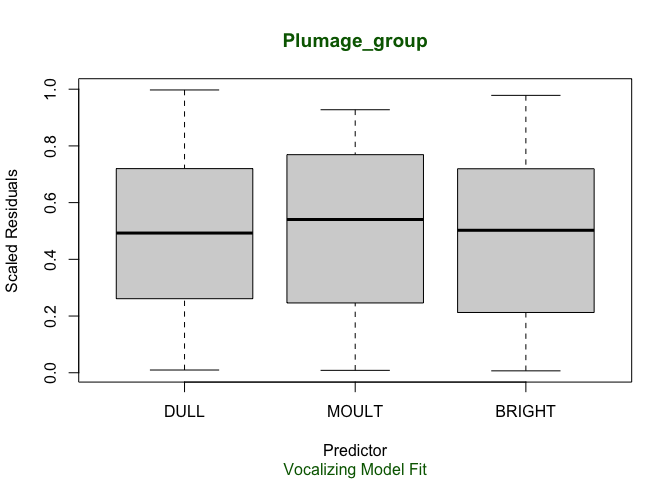 Plumage_group
Scaled Residuals
1.0
0.8
0.6
0.4
0.2
0.0
DULL MOULT BRIGHT
Predictor
Vocalizing Model Fit